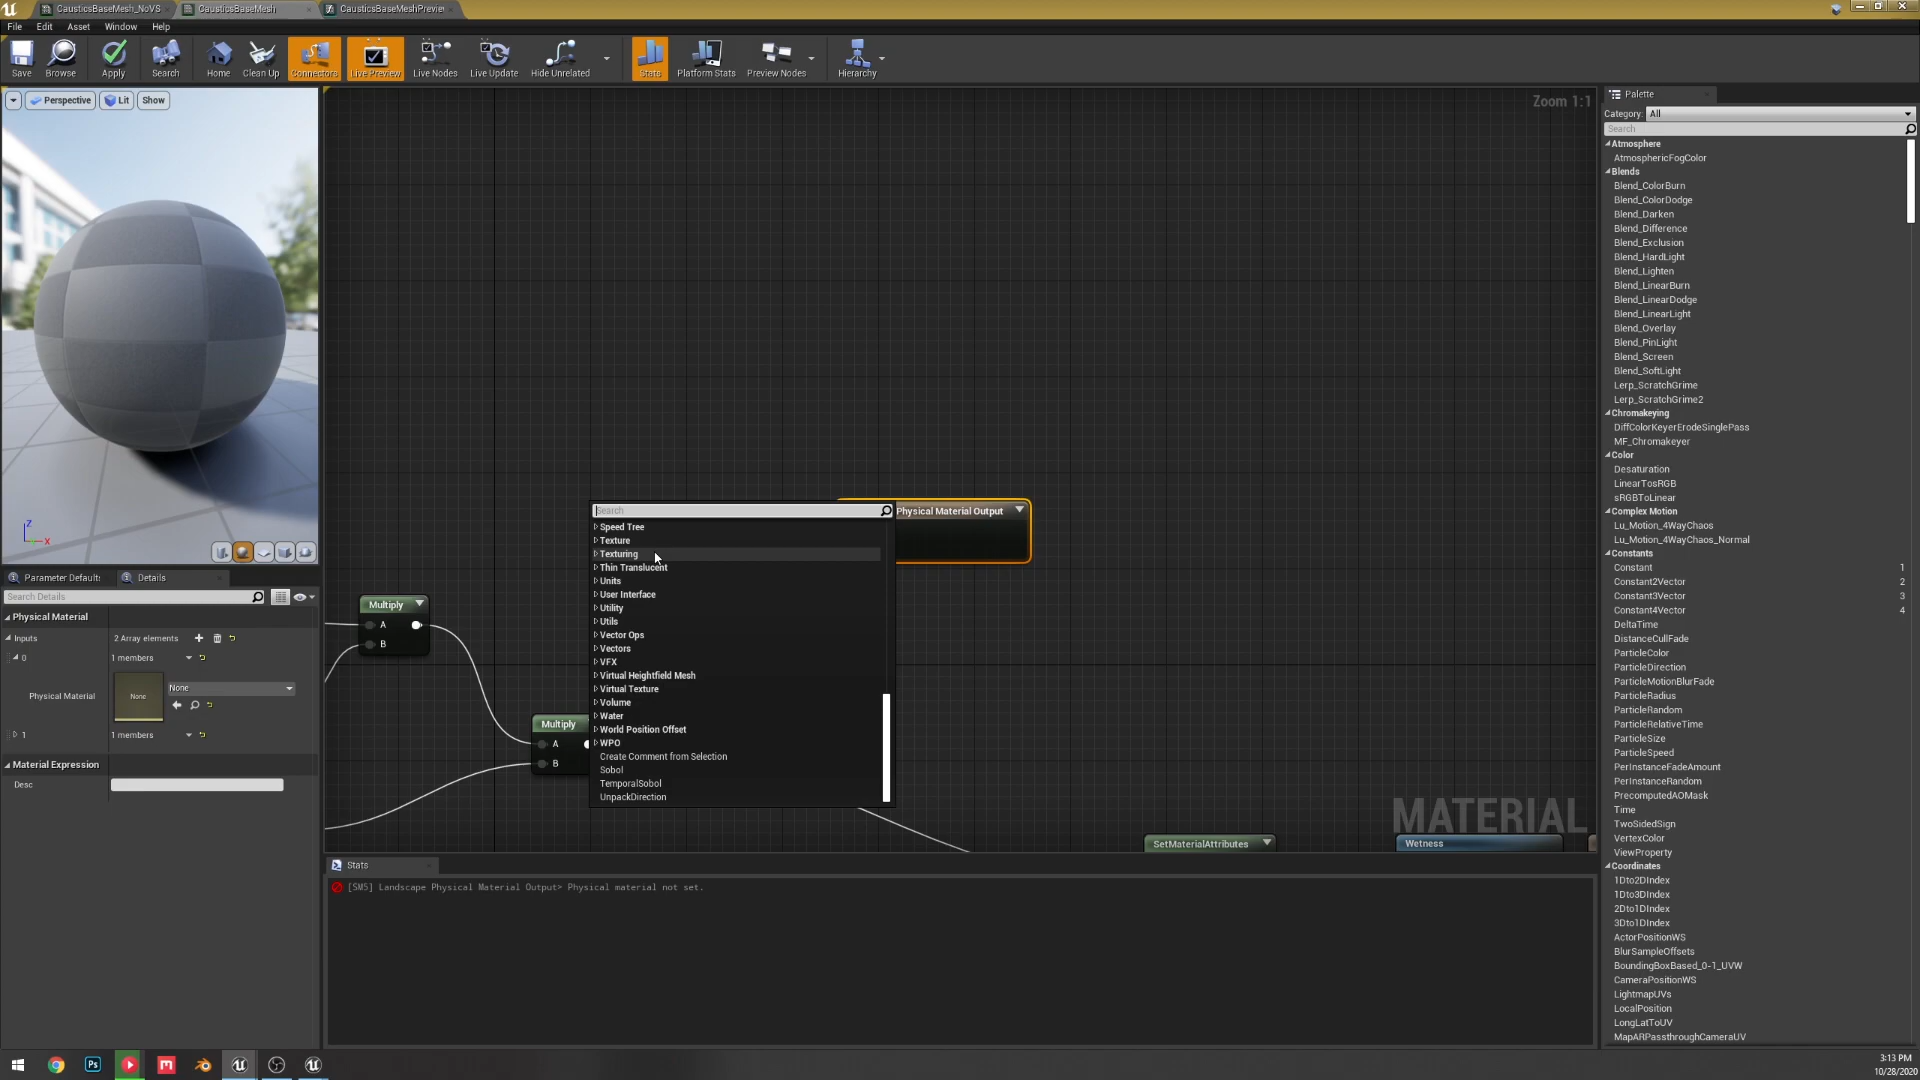 CausticsBaseMesh_NoVS
CausticsBaseMesh
CausticsBaseMeshPreview
File Edit Asset Window Help
Save Browse Apply Search Home Clean Up Connectors Live Preview Live Nodes Live Update Hide Unrelated Stats Platform Stats Preview Nodes Hierarchy
Perspective Lit Show
Zoom 1:1
Z
X
Parameter Defaults Details
Search Details
Physical Material
Inputs 2 Array elements
0 1 members
Physical Material None None
1 1 members
Material Expression
Desc
Multiply
A
B
Multiply
A
B
Physical Material Output
Search
Speed Tree
Texture
Texturing
Thin Translucent
Units
User Interface
Utility
Utils
Vector Ops
Vectors
VFX
Virtual Heightfield Mesh
Virtual Texture
Volume
Water
World Position Offset
WPO
Create Comment from Selection
Sobol
TemporalSobol
UnpackDirection
MATERIAL
SetMaterialAttributes
Wetness
Stats
[SM5] Landscape Physical Material Output> Physical material not set.
Palette
Category All
Search
Atmosphere
AtmosphericFogColor
Blends
Blend_ColorBurn
Blend_ColorDodge
Blend_Darken
Blend_Difference
Blend_Exclusion
Blend_HardLight
Blend_Lighten
Blend_LinearBurn
Blend_LinearDodge
Blend_LinearLight
Blend_Overlay
Blend_PinLight
Blend_Screen
Blend_SoftLight
Lerp_ScratchGrime
Lerp_ScratchGrime2
Chromakeying
DiffColorKeyerErodeSinglePass
MF_Chromakeyer
Color
Desaturation
LinearTosRGB
sRGBToLinear
Complex Motion
Lu_Motion_4WayChaos
Lu_Motion_4WayChaos_Normal
Constants
Constant 1
Constant2Vector 2
Constant3Vector 3
Constant4Vector 4
DeltaTime
DistanceCullFade
ParticleColor
ParticleDirection
ParticleMotionBlurFade
ParticleRadius
ParticleRandom
ParticleRelativeTime
ParticleSize
ParticleSpeed
PerInstanceFadeAmount
PerInstanceRandom
PrecomputedAOMask
Time
TwoSidedSign
VertexColor
ViewProperty
Coordinates
1Dto2DIndex
1Dto3DIndex
2Dto1DIndex
3Dto1DIndex
ActorPositionWS
BlurSampleOffsets
BoundingBoxBased_0-1_UVW
CameraPositionWS
LightmapUVs
LocalPosition
LongLatToUV
MapARPassthroughCameraUV
Ps
3:13 PM
10/28/2020